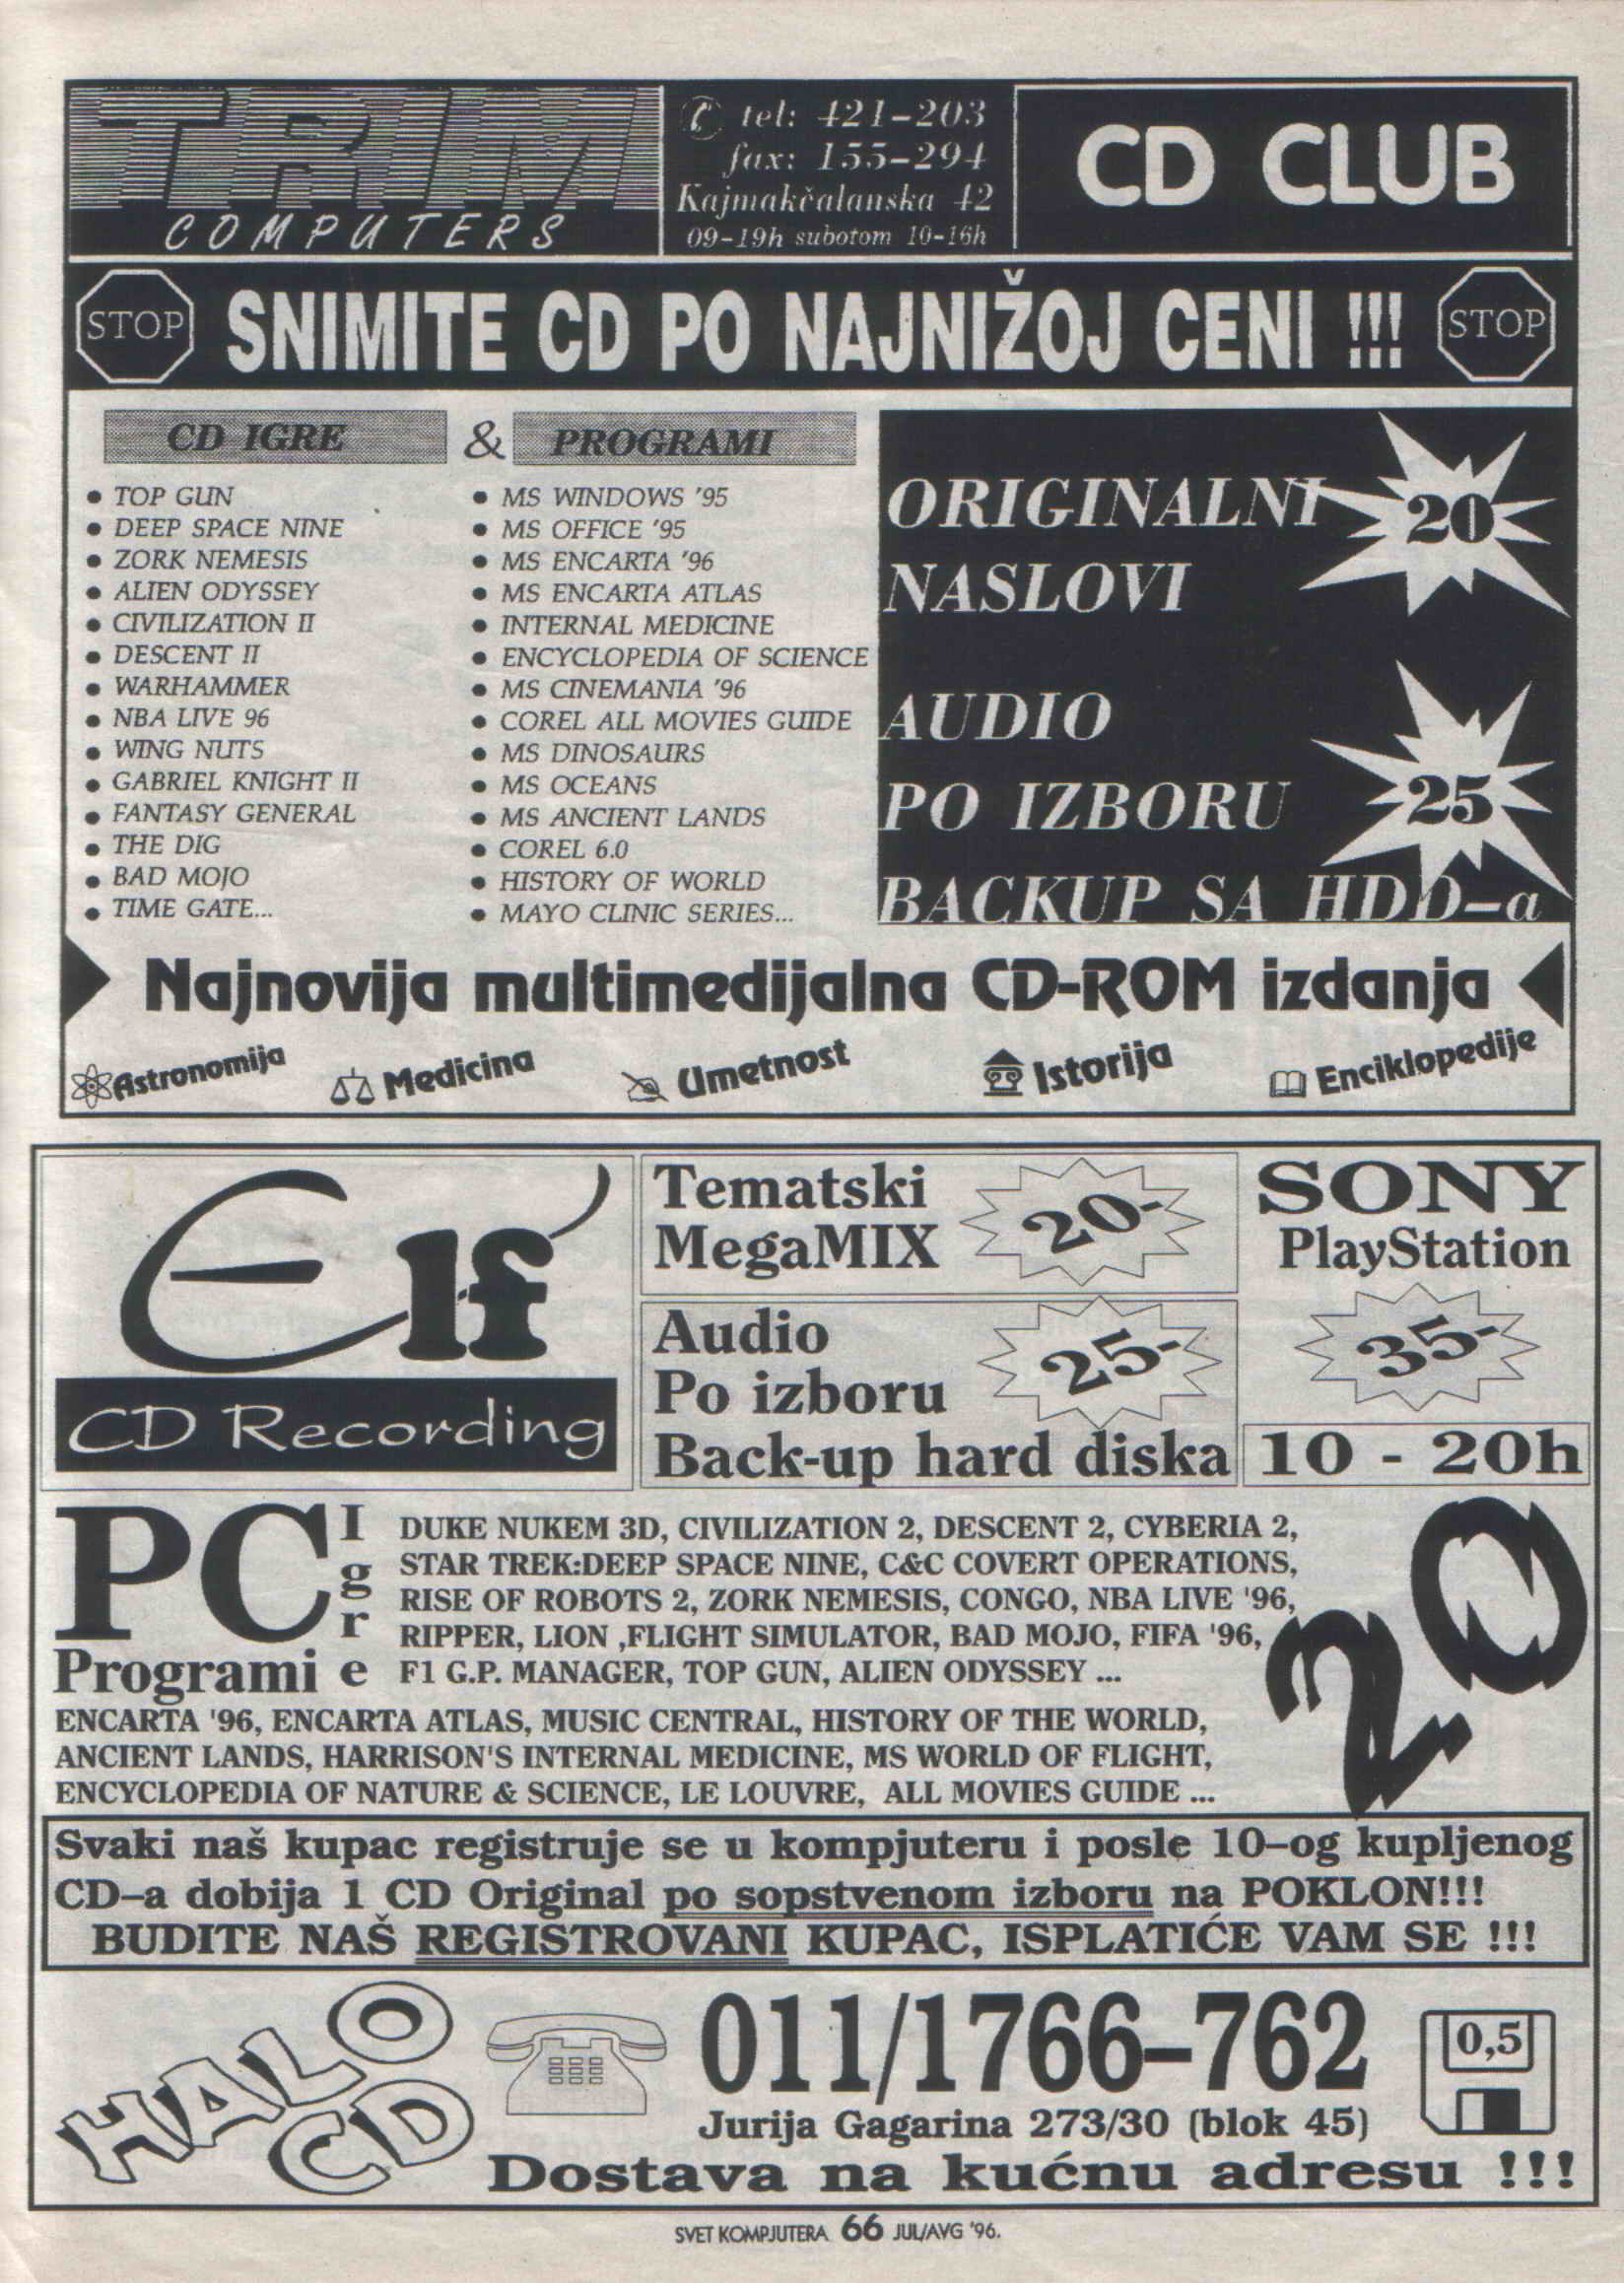 TRIM
COMPUTERS
tel: 421-203
fax: 155-294
Kajmakčalanska 42
09-19h subotom 10-16h
CD CLUB
STOP
SNIMITE CD PO NAJNIŽOJ CENI !!!
STOP
CD IGRE
&
PROGRAMI
• TOP GUN
• DEEP SPACE NINE
• ZORK NEMESIS
• ALIEN ODYSSEY
• CIVILIZATION II
• DESCENT II
• WARHAMMER
• NBA LIVE 96
• WING NUTS
• GABRIEL KNIGHT II
• FANTASY GENERAL
• THE DIG
• BAD MOJO
• TIME GATE...
• MS WINDOWS '95
• MS OFFICE '95
• MS ENCARTA '96
• MS ENCARTA ATLAS
• INTERNAL MEDICINE
• ENCYCLOPEDIA OF SCIENCE
• MS CINEMANIA '96
• COREL ALL MOVIES GUIDE
• MS DINOSAURS
• MS OCEANS
• MS ANCIENT LANDS
• COREL 6.0
• HISTORY OF WORLD
• MAYO CLINIC SERIES...
ORIGINALNI
NASLOVI
20
AUDIO
PO IZBORU
25
BACKUP SA HDD-a
Najnovija multimedijalna CD-ROM izdanja
Astronomija
Medicina
Umetnost
Istorija
Enciklopedije
Elf
CD Recording
Tematski
MegaMIX
20-
Audio
Po izboru
25-
Back-up hard diska
SONY
PlayStation
35-
10 - 20h
PC
Igre
Programi
DUKE NUKEM 3D, CIVILIZATION 2, DESCENT 2, CYBERIA 2,
STAR TREK:DEEP SPACE NINE, C&C COVERT OPERATIONS,
RISE OF ROBOTS 2, ZORK NEMESIS, CONGO, NBA LIVE '96,
RIPPER, LION ,FLIGHT SIMULATOR, BAD MOJO, FIFA '96,
F1 G.P. MANAGER, TOP GUN, ALIEN ODYSSEY ...
ENCARTA '96, ENCARTA ATLAS, MUSIC CENTRAL, HISTORY OF THE WORLD,
ANCIENT LANDS, HARRISON'S INTERNAL MEDICINE, MS WORLD OF FLIGHT,
ENCYCLOPEDIA OF NATURE & SCIENCE, LE LOUVRE, ALL MOVIES GUIDE ...
20
Svaki naš kupac registruje se u kompjuteru i posle 10-og kupljenog
CD-a dobija 1 CD Original po sopstvenom izboru na POKLON!!!
BUDITE NAŠ REGISTROVANI KUPAC, ISPLATIĆE VAM SE !!!
HALO
CD
011/1766-762
0,5
Jurija Gagarina 273/30 (blok 45)
Dostava na kućnu adresu !!!
SVET KOMPJUTERA 66 JUL/AVG '96.